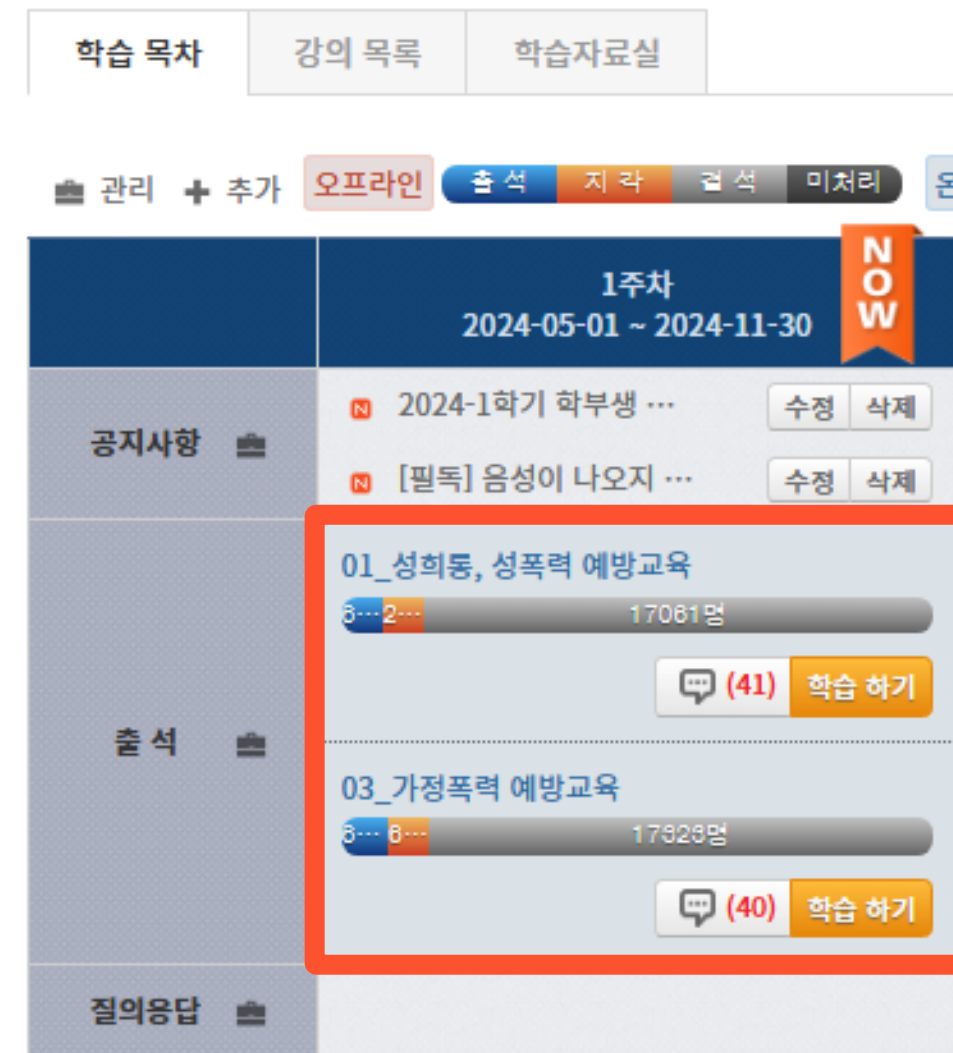 학습 목차 강의 목록 학습자료실
관리 + 추가 오프라인 출석 지각 결석 미처리 온
NOW
1주차
2024-05-01 ~ 2024-11-30
공지사항
N 2024-1학기 학부생 ··· 수정 삭제
N [필독] 음성이 나오지 ··· 수정 삭제
출 석
01_성희롱, 성폭력 예방교육
2··· 17061명
(41) 학습 하기
03_가정폭력 예방교육
(40) 학습 하기
질의응답